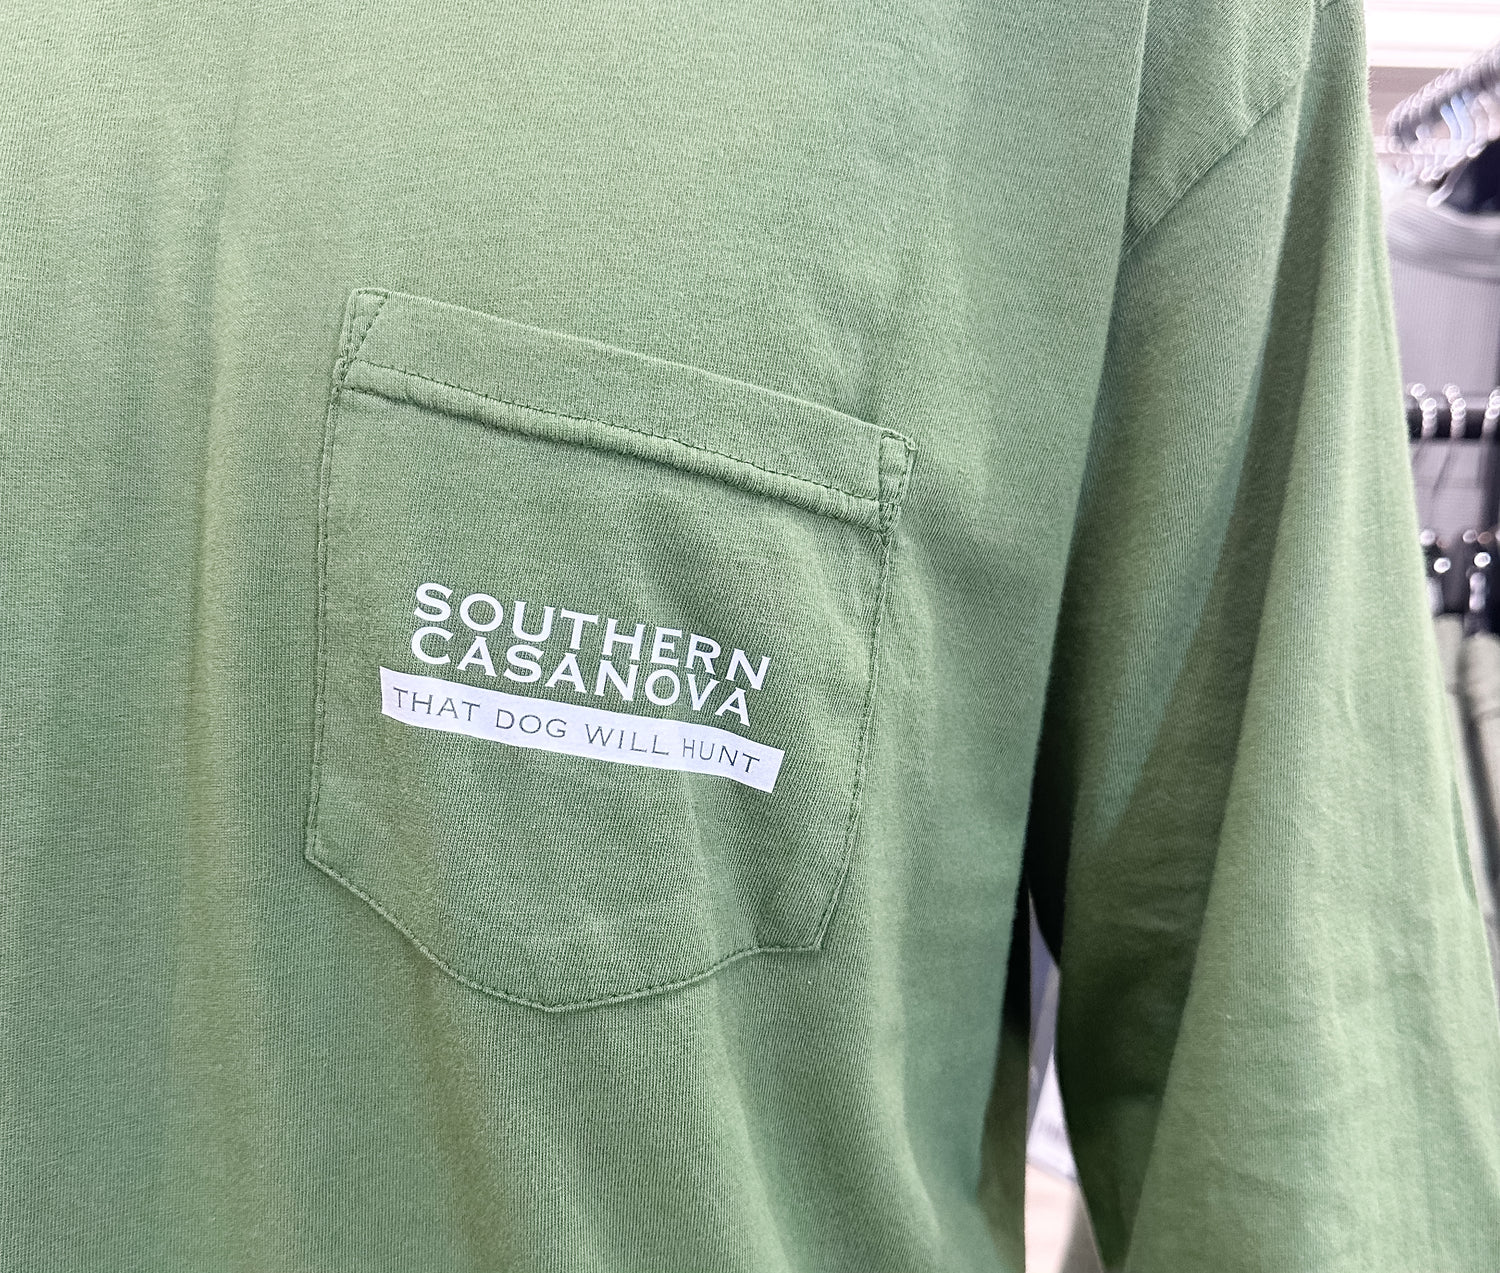 SOUTHERN
CASANOVA
THAT DOG WILL HUNT